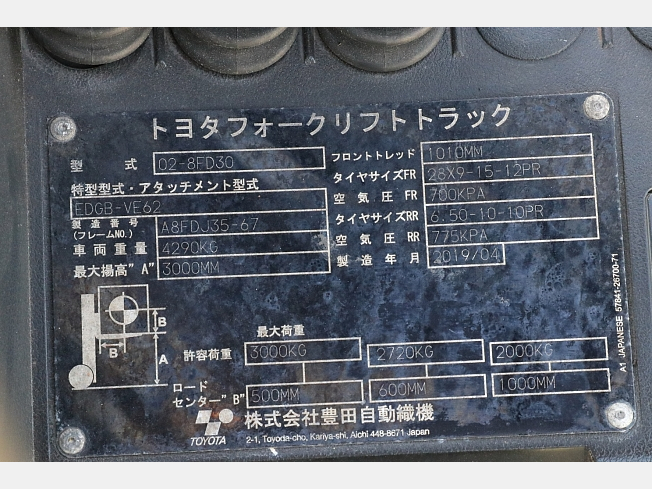 トヨタフォークリフトトラック
型 式 02-8FD30
特型型式・アタッチメント型式
EDGB-VE62
製造番号 (フレームNO.) A8FDJ35-67
車両重量 4290KG
最大揚高"A" 3000MM
フロントトレッド 1010MM
タイヤサイズFR 28X9-15-12PR
空気圧 FR 700KPA
タイヤサイズRR 6.50-10-10PR
空気圧 RR 775KPA
製造年月 2019/04
B
B
A
最大荷重
許容荷重 3000KG 2720KG 2000KG
ロードセンター"B" 500MM 600MM 1000MM
TOYOTA 株式会社豊田自動織機
2-1, Toyoda-cho, Kariya-shi, Aichi 448-8671 Japan
A1 JAPANESE 57841-26700-71